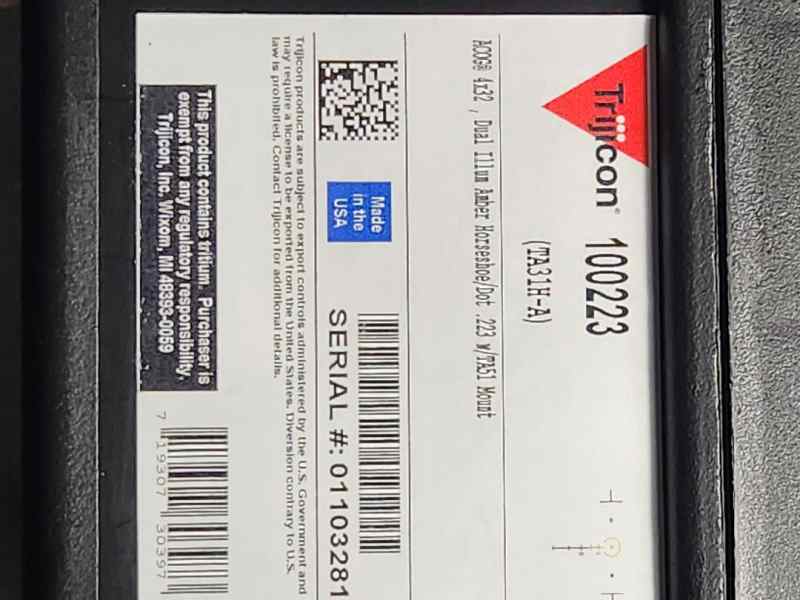 Trijicon®
100223
(TA31H-A)
ACOG® 4x32 , Dual Illum Amber Horseshoe/Dot .223 w/TA51 Mount
Made
in the
USA
SERIAL #: 01103281
Trijicon products are subject to export controls administered by the U.S. Government and
may require a license to be exported from the United States. Diversion contrary to U.S.
law is prohibited. Contact Trijicon for additional details.
This product contains tritium. Purchaser is
exempt from any regulatory responsibility.
Trijicon, Inc. Wixom, MI 48393-0059
7 19307 30397